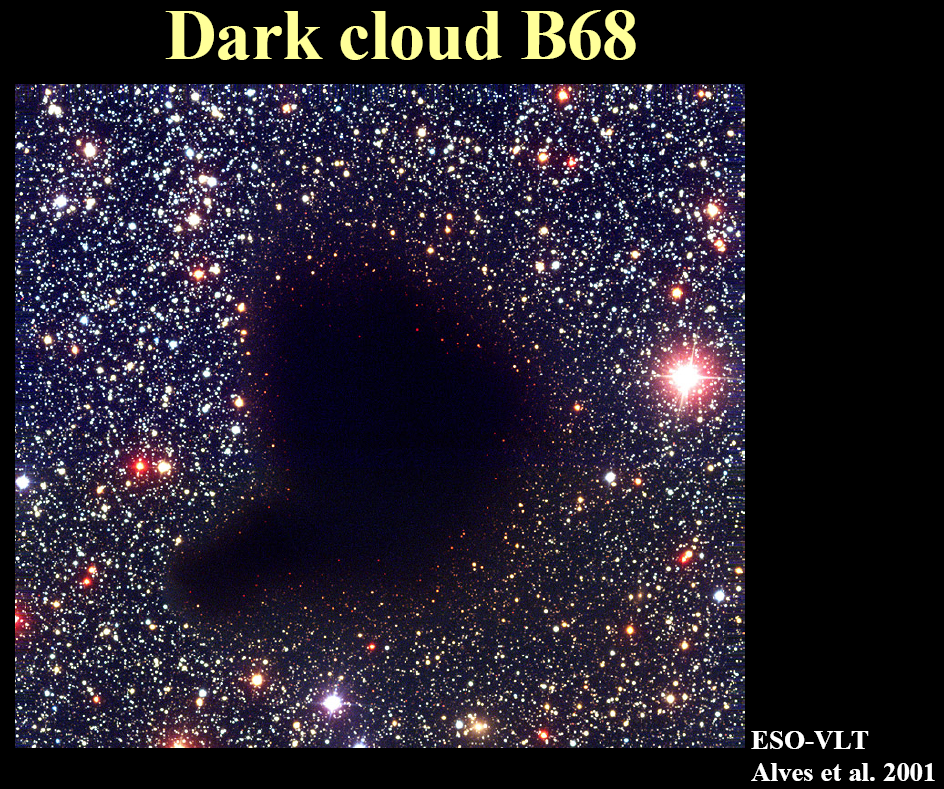 Dark cloud B68
ESO-VLT
Alves et al. 2001